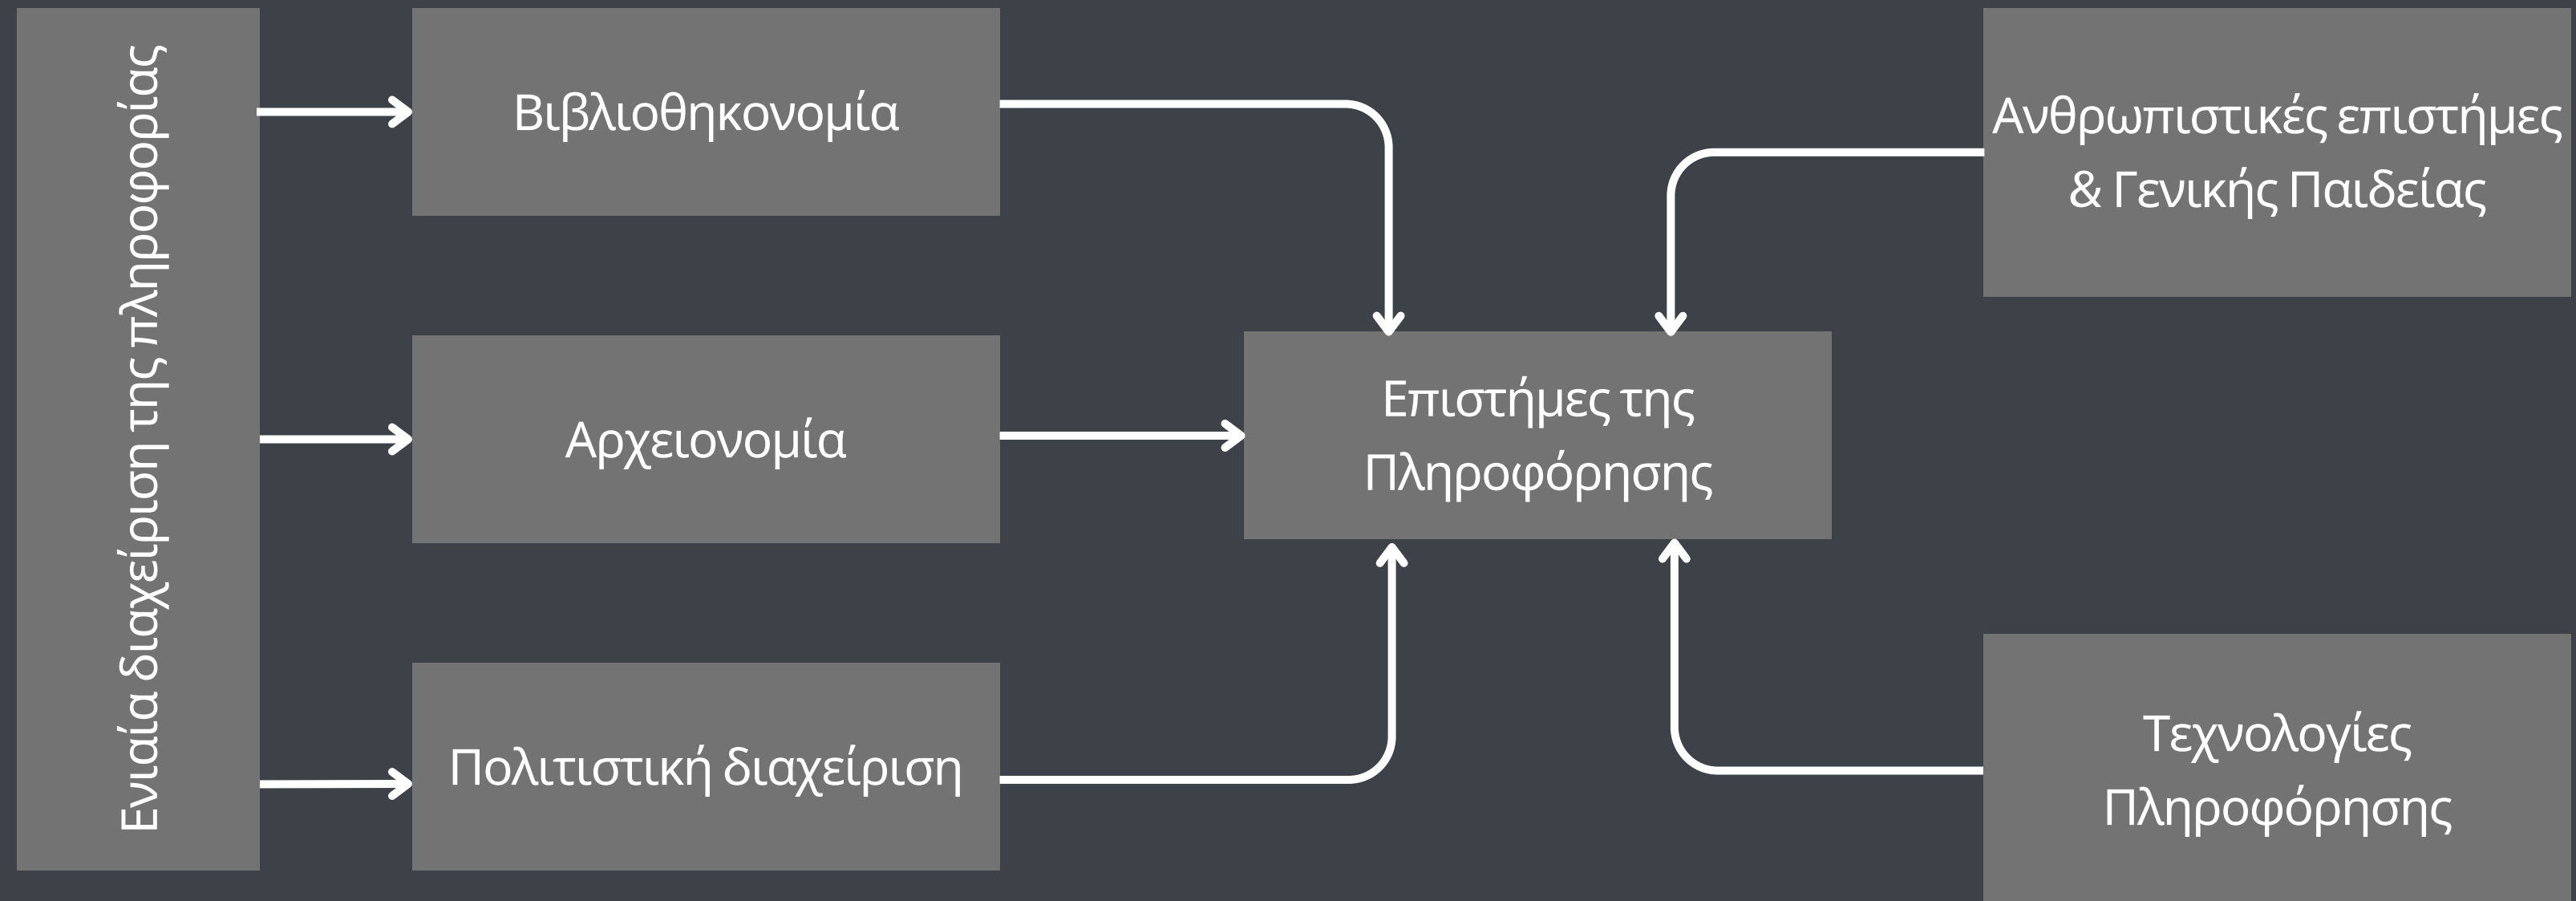 Ενιαία διαχείριση της πληροφορίας
Βιβλιοθηκονομία
Αρχειονομία
Πολιτιστική διαχείριση
Επιστήμες της
Πληροφόρησης
Ανθρωπιστικές επιστήμες
& Γενικής Παιδείας
Τεχνολογίες
Πληροφόρησης